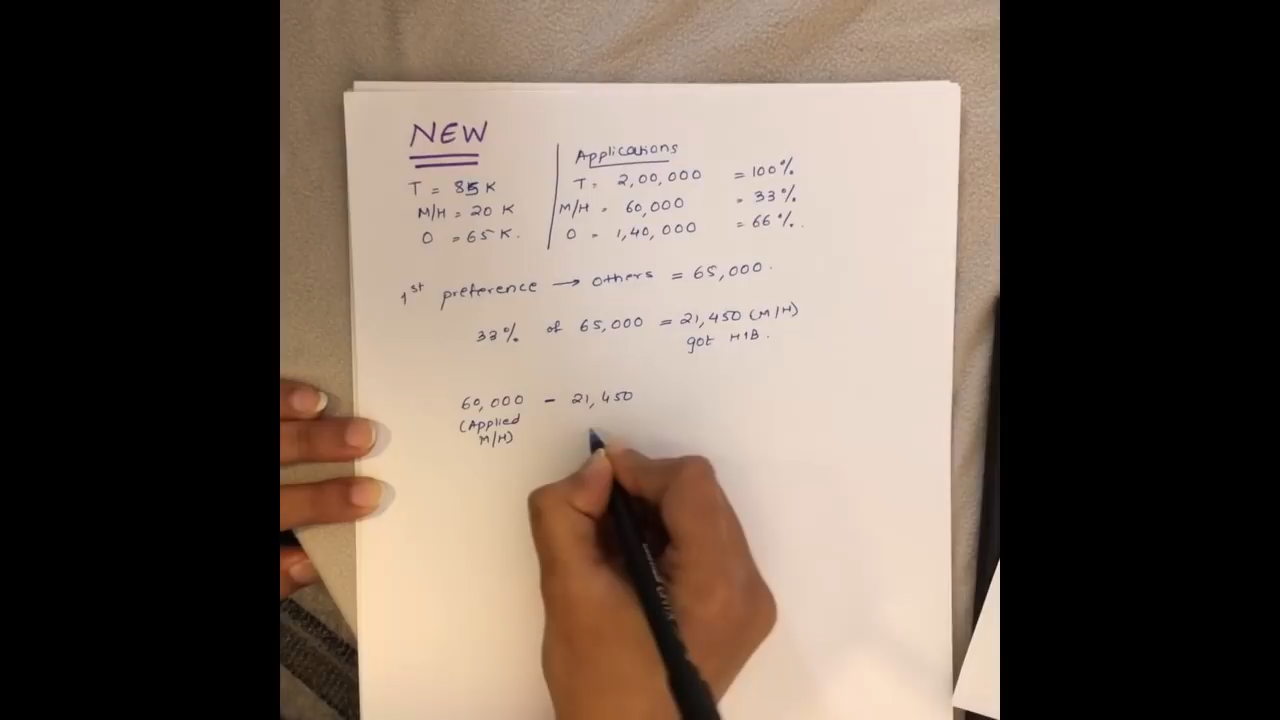 NEW
T = 85 K
M/H = 20 K
O = 65 K.
Applications
T = 2,00,000 = 100%
M/H = 60,000 = 33%
O = 1,40,000 = 66%.
1st preference → others = 65,000.
33% of 65,000 = 21,450 (M/H)
got H1B.
60,000 - 21,450
(Applied
M/H)